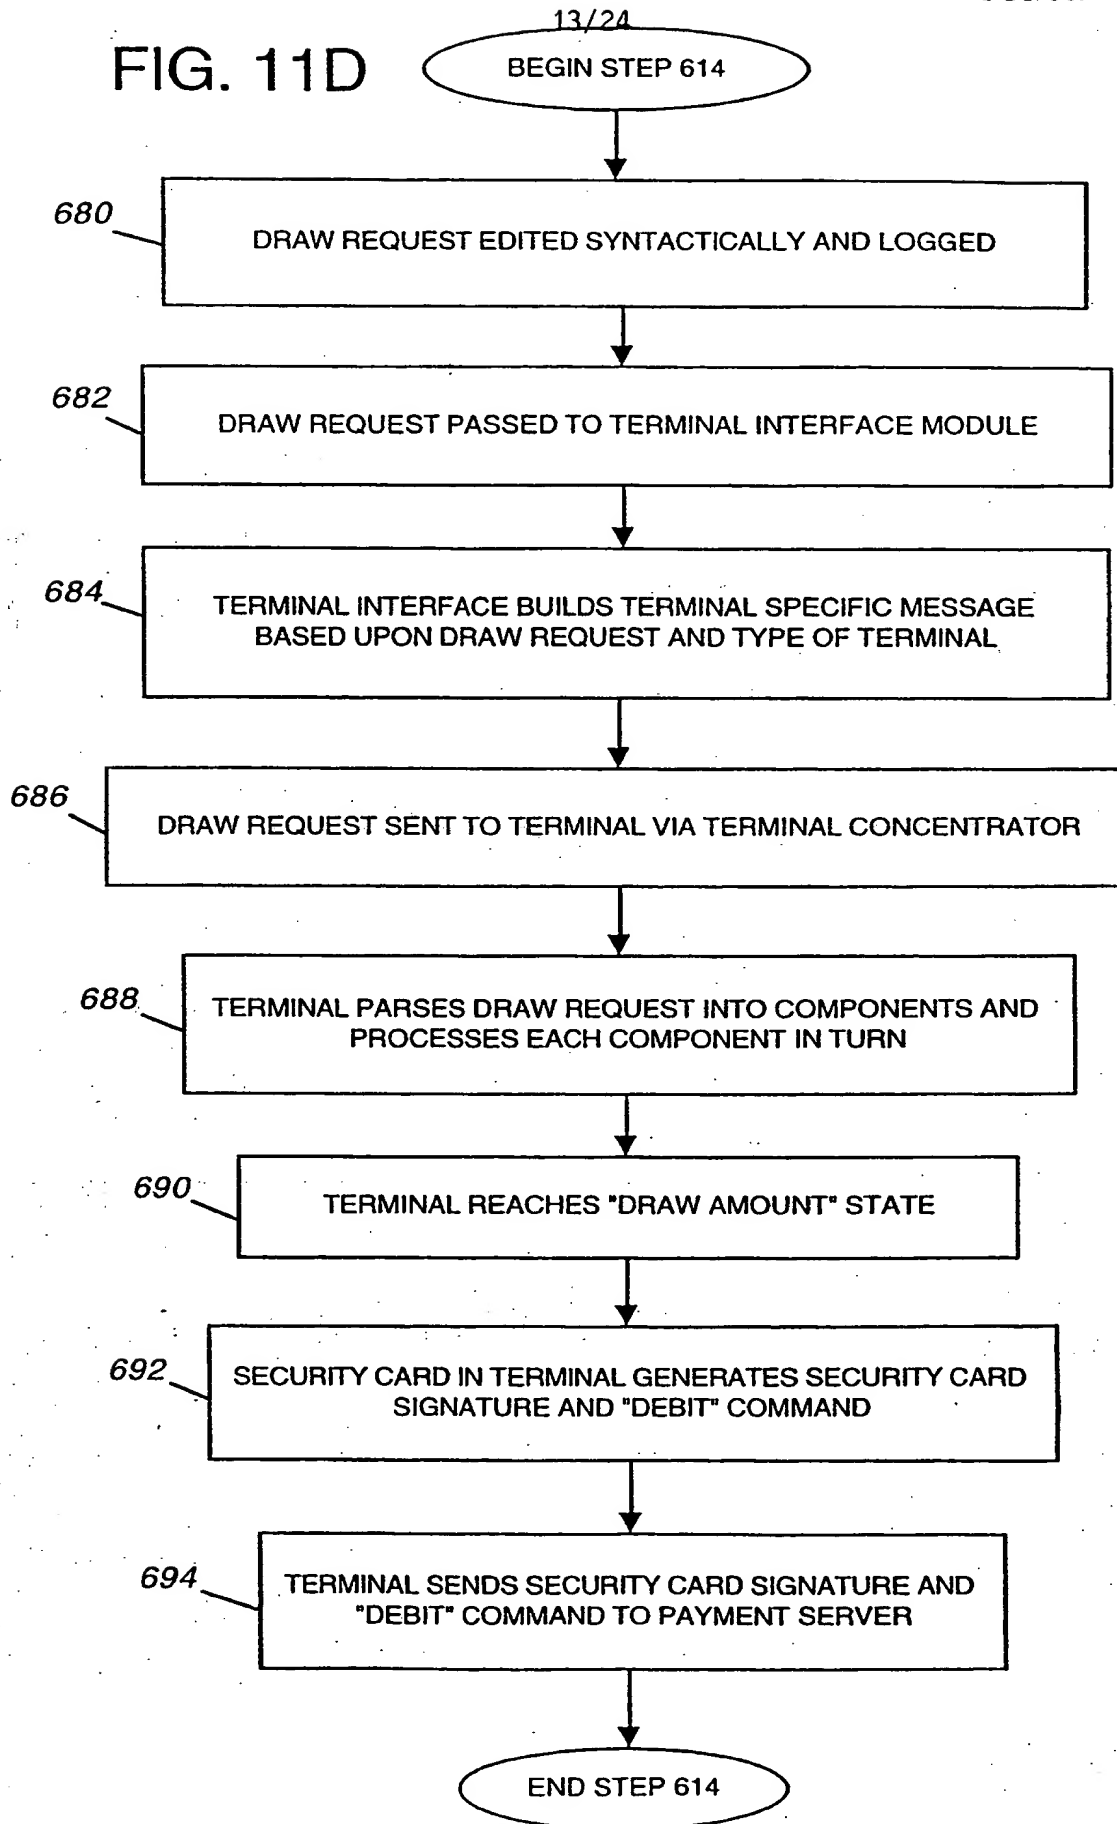 13/24
FIG. 11D
BEGIN STEP 614
680
DRAW REQUEST EDITED SYNTACTICALLY AND LOGGED
682
DRAW REQUEST PASSED TO TERMINAL INTERFACE MODULE
684
TERMINAL INTERFACE BUILDS TERMINAL SPECIFIC MESSAGE
BASED UPON DRAW REQUEST AND TYPE OF TERMINAL
686
DRAW REQUEST SENT TO TERMINAL VIA TERMINAL CONCENTRATOR
688
TERMINAL PARSES DRAW REQUEST INTO COMPONENTS AND
PROCESSES EACH COMPONENT IN TURN
690
TERMINAL REACHES "DRAW AMOUNT" STATE
692
SECURITY CARD IN TERMINAL GENERATES SECURITY CARD
SIGNATURE AND "DEBIT" COMMAND
694
TERMINAL SENDS SECURITY CARD SIGNATURE AND
"DEBIT" COMMAND TO PAYMENT SERVER
END STEP 614